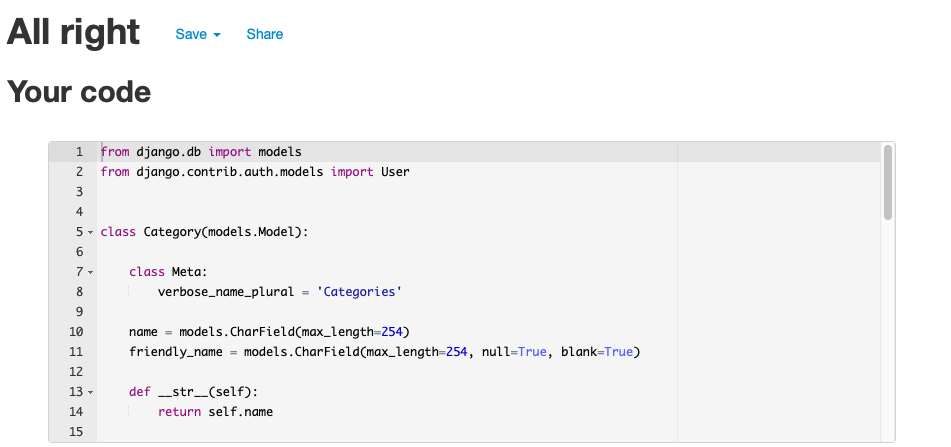 All right Save Share
Your code
1 from django.db import models
2 from django.contrib.auth.models import User
3
4
5 class Category(models.Model):
6
7 class Meta:
8 verbose_name_plural = 'Categories'
9
10 name = models.CharField(max_length=254)
11 friendly_name = models.CharField(max_length=254, null=True, blank=True)
12
13 def __str__(self):
14 return self.name
15